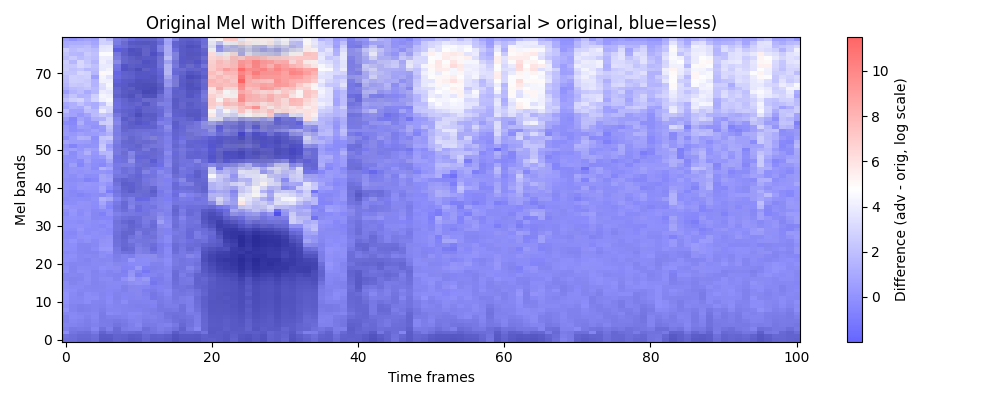 Original Mel with Differences (red=adversarial > original, blue=less)
Mel bands
70
60
50
40
30
20
10
0
0 20 40 60 80 100
Time frames
10
8
6
4
2
0
Difference (adv - orig, log scale)